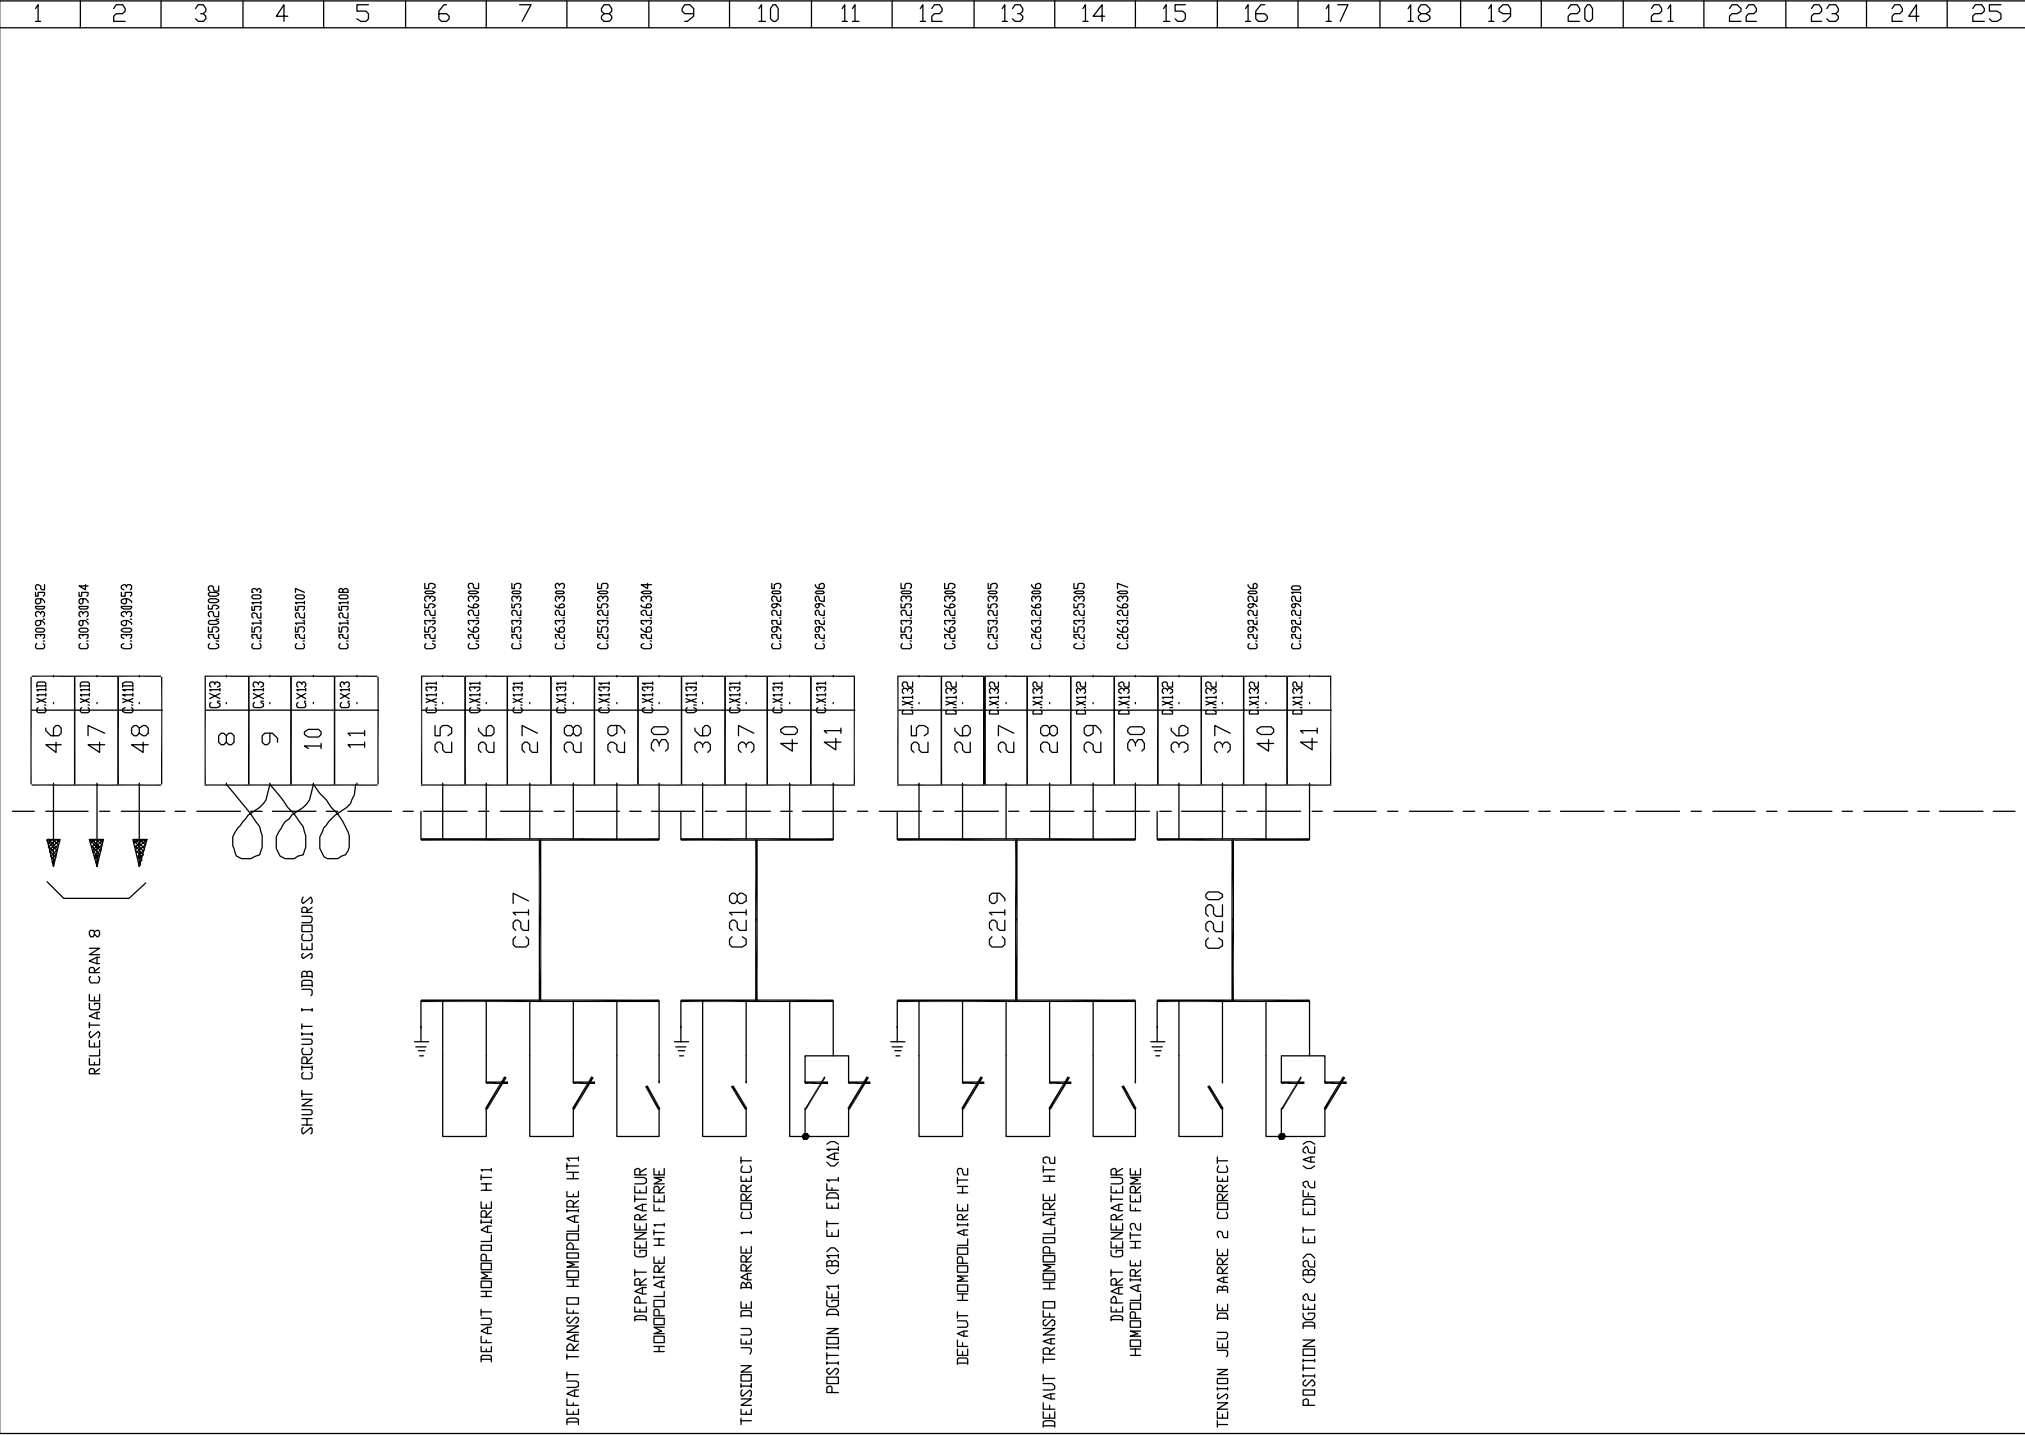 1 2 3 4 5 6 7 8 9 10 11 12 13 14 15 16 17 18 19 20 21 22 23 24 25
C.309.30952
C.309.30954
C.309.30953
C.250.25002
C.251.25103
C.251.25107
C.251.25108
C.253.25305
C.263.26302
C.253.25305
C.263.26303
C.253.25305
C.263.26304
C.292.29205
C.292.29206
C.253.25305
C.263.26305
C.253.25305
C.263.26306
C.253.25305
C.263.26307
C.292.29206
C.292.29210
C.X11D C.X11D C.X11D
46 47 48
C.X13 C.X13 C.X13 C.X13
8 9 10 11
C.X131 C.X131 C.X131 C.X131 C.X131 C.X131 C.X131 C.X131 C.X131 C.X131
25 26 27 28 29 30 36 37 40 41
D.X132 D.X132 D.X132 D.X132 D.X132 D.X132 D.X132 D.X132 D.X132 D.X132
25 26 27 28 29 30 36 37 40 41
C217
C218
C219
C220
RELESTAGE CRAN 8
SHUNT CIRCUIT I JDB SECOURS
DEFAUT HOMOPOLAIRE HT1
DEFAUT TRANSFO HOMOPOLAIRE HT1
DEPART GENERATEUR
HOMOPOLAIRE HT1 FERME
TENSION JEU DE BARRE 1 CORRECT
POSITION DGE1 (B1) ET EDF1 (A1)
DEFAUT HOMOPOLAIRE HT2
DEFAUT TRANSFO HOMOPOLAIRE HT2
DEPART GENERATEUR
HOMOPOLAIRE HT2 FERME
TENSION JEU DE BARRE 2 CORRECT
POSITION DGE2 (B2) ET EDF2 (A2)